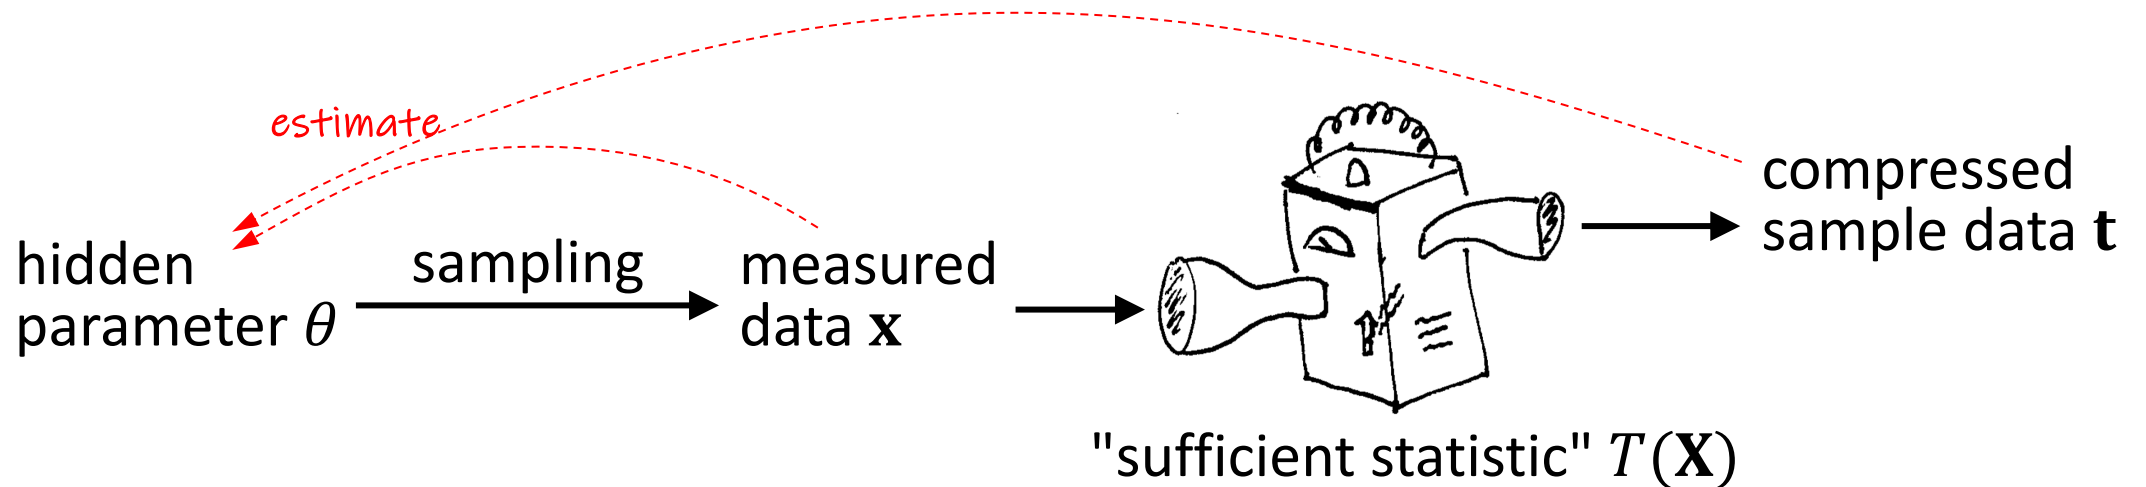 estimate
hidden
parameter θ
sampling
measured
data x
compressed
sample data t
"sufficient statistic" T(X)